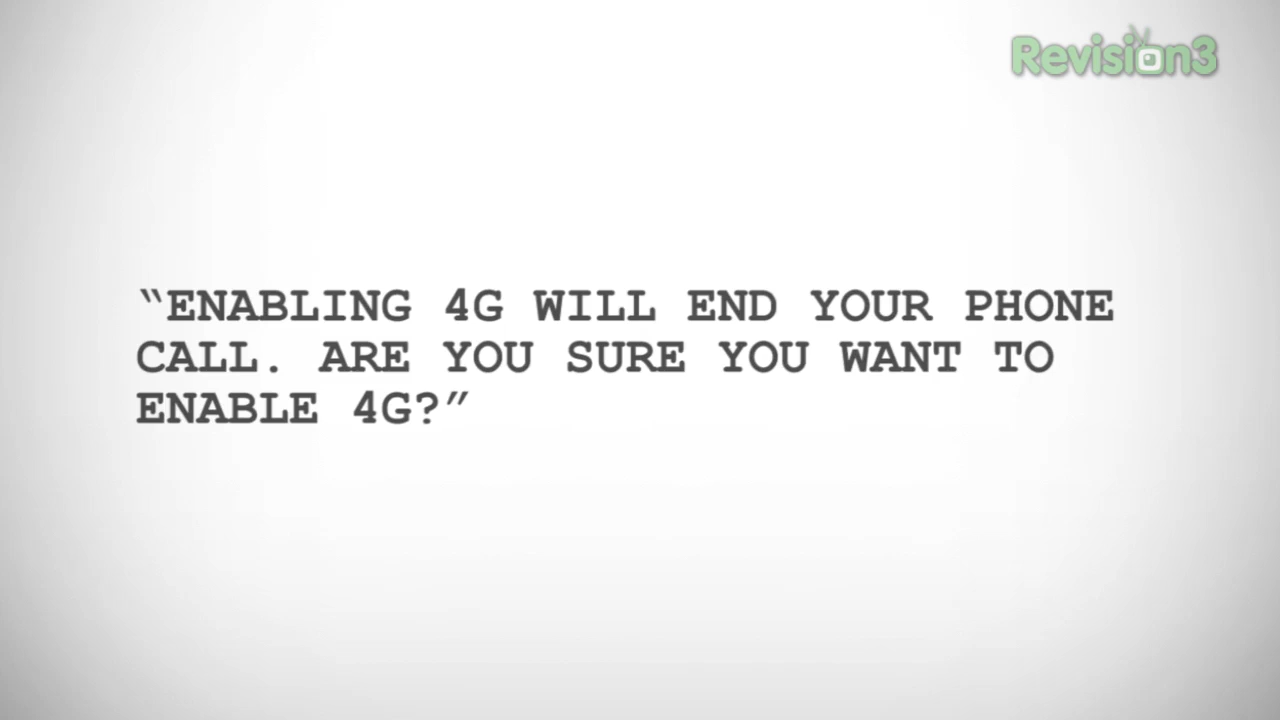 Revision3
“ENABLING 4G WILL END YOUR PHONE
CALL. ARE YOU SURE YOU WANT TO
ENABLE 4G?”